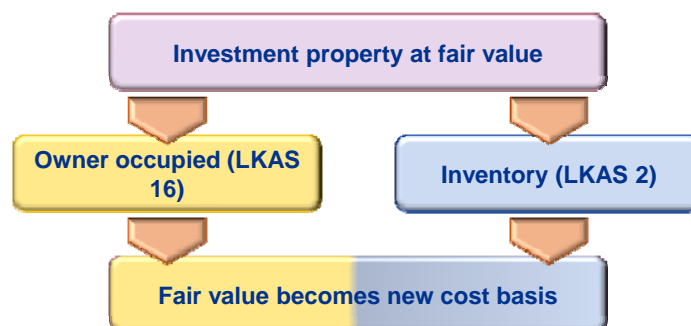 Investment property at fair value
Owner occupied (LKAS
16)
Inventory (LKAS 2)
Fair value becomes new cost basis